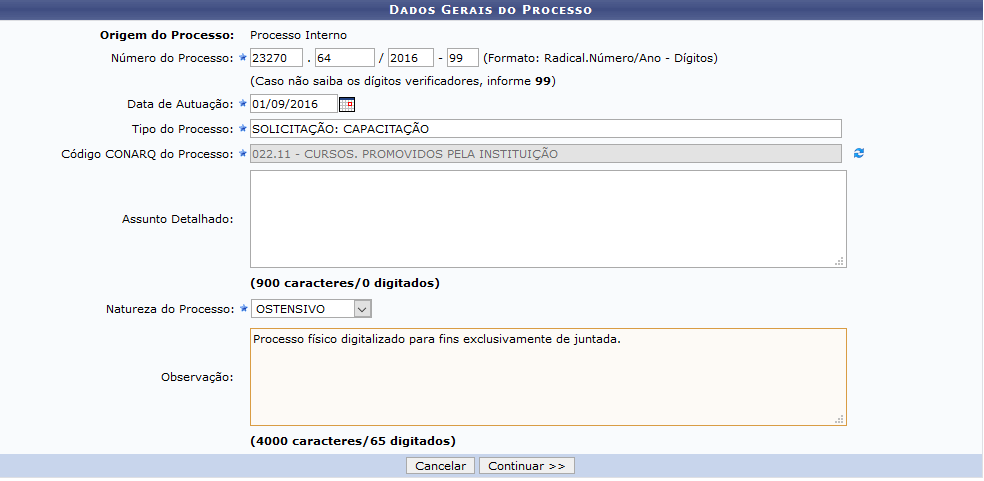 DADOS GERAIS DO PROCESSO
Origem do Processo: Processo Interno
Número do Processo: 23270 . 64 / 2016 - 99 (Formato: Radical.Número/Ano - Dígitos)
(Caso não saiba os dígitos verificadores, informe 99)
Data de Autuação: 01/09/2016
Tipo do Processo: SOLICITAÇÃO: CAPACITAÇÃO
Código CONARQ do Processo: 022.11 - CURSOS. PROMOVIDOS PELA INSTITUIÇÃO
Assunto Detalhado:
(900 caracteres/0 digitados)
Natureza do Processo: OSTENSIVO
Processo físico digitalizado para fins exclusivamente de juntada.
Observação:
(4000 caracteres/65 digitados)
Cancelar Continuar >>